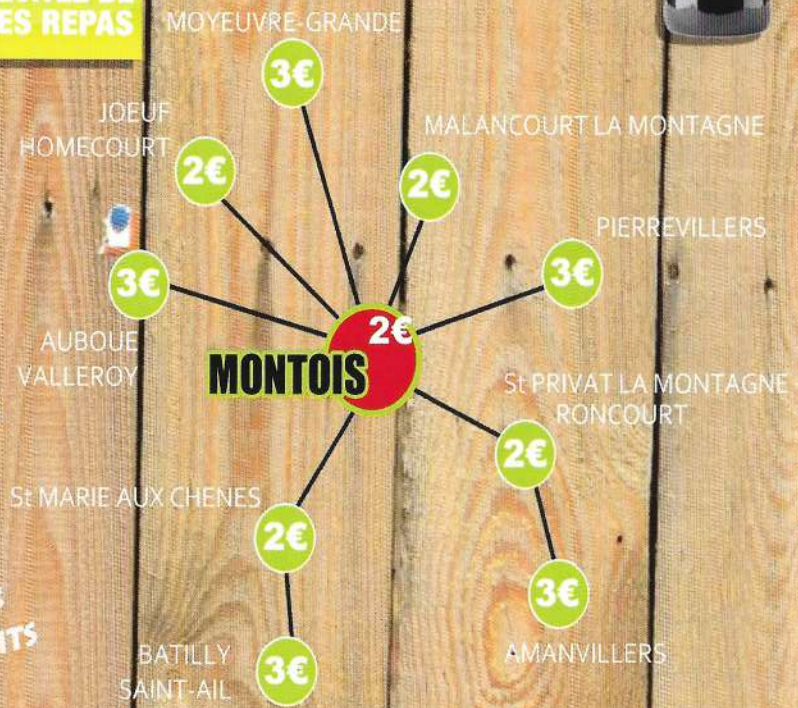 ES REPAS
MOYEUVRE-GRANDE
3€
JOEUF
HOMECOURT
2€
MALANCOURT LA MONTAGNE
2€
PIERREVILLERS
3€
3€
AUBOUE
VALLEROY
2€
MONTOIS
St PRIVAT LA MONTAGNE
RONCOURT
2€
St MARIE AUX CHENES
2€
3€
AMANVILLERS
BATILLY
SAINT-AIL
3€